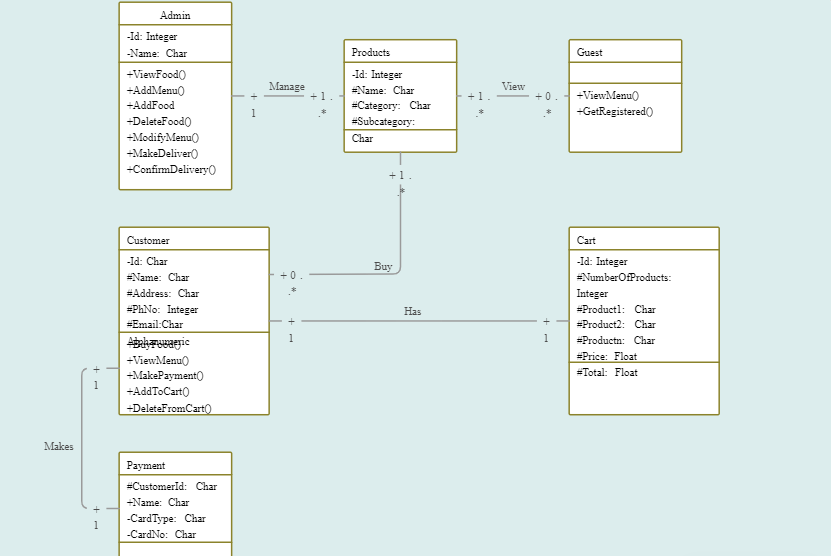 Admin
-Id: Integer
-Name: Char
+ViewFood()
+AddMenu()
+AddFood
+DeleteFood()
+ModifyMenu()
+MakeDeliver()
+ConfirmDelivery()
+
1
Manage
+1 .
.*
Products
-Id: Integer
#Name: Char
#Category: Char
#Subcategory:
Char
+1 .
.*
View
+0 .
.*
Guest
+ViewMenu()
+GetRegistered()
+1 .
.*
Buy
+0 .
.*
Customer
-Id: Char
#Name: Char
#Address: Char
#PhNo: Integer
#Email:Char
Alphanumeric
+BuyFood()
+ViewMenu()
+MakePayment()
+AddToCart()
+DeleteFromCart()
+
1
Has
+
1
Cart
-Id: Integer
#NumberOfProducts:
Integer
#Product1: Char
#Product2: Char
#Productn: Char
#Price: Float
#Total: Float
+
1
Makes
+
1
Payment
#CustomerId: Char
+Name: Char
-CardType: Char
-CardNo: Char